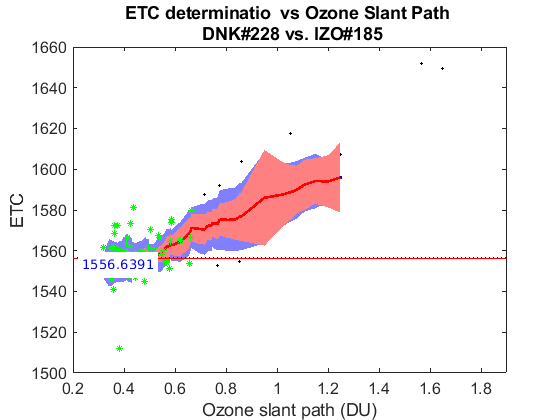 ETC determinatio vs Ozone Slant Path
DNK#228 vs. IZO#185
1660
1640
1620
1600
1580
1560
1540
1520
1500
ETC
1556.6391
0.2 0.4 0.6 0.8 1 1.2 1.4 1.6 1.8
Ozone slant path (DU)